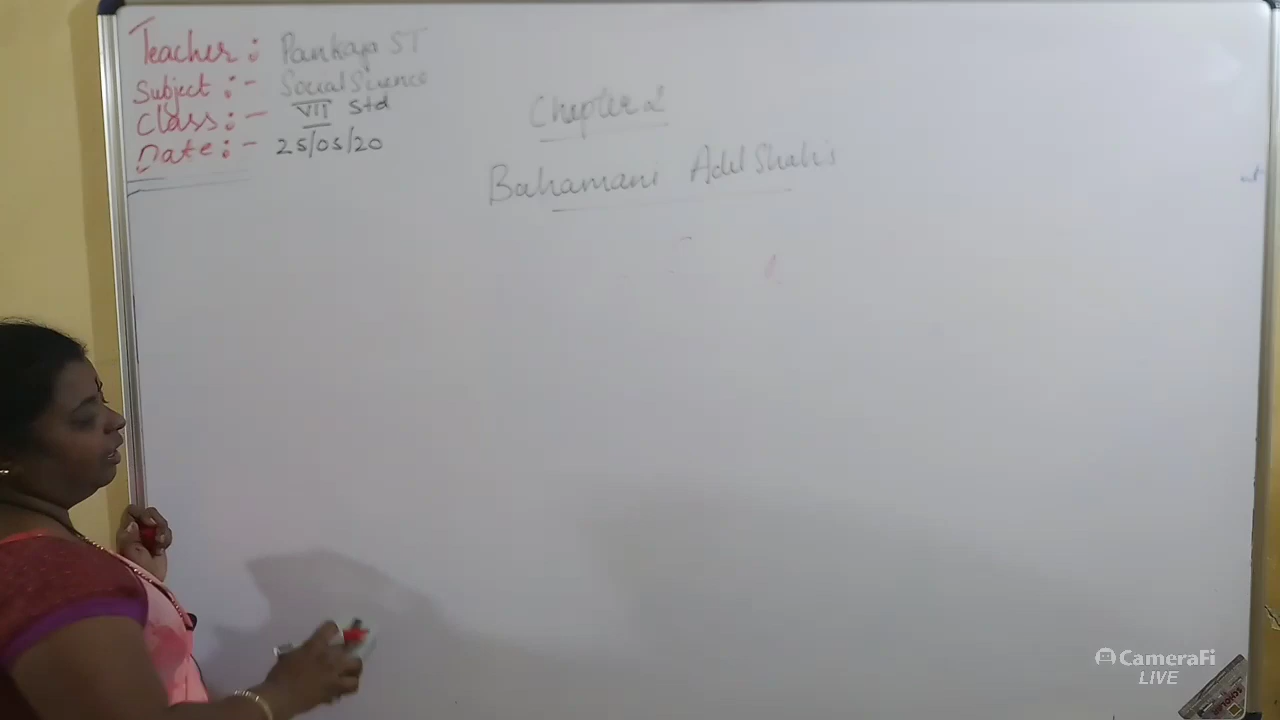 Teacher : Pankaja ST
Subject :- Social Science
Class :- VII Std
Date :- 25/05/20
Chapter 2
Bahamani Adil Shahis
CameraFi
LIVE